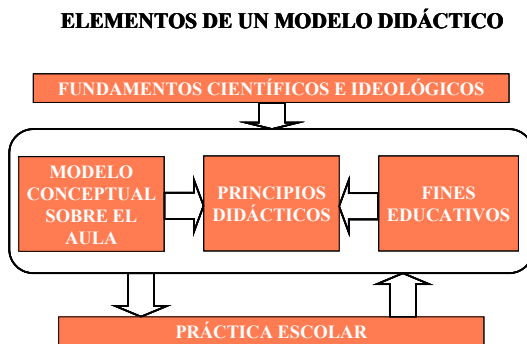 ELEMENTOS DE UN MODELO DIDÁCTICO
FUNDAMENTOS CIENTÍFICOS E IDEOLÓGICOS
MODELO
CONCEPTUAL
SOBRE EL
AULA
PRINCIPIOS
DIDÁCTICOS
FINES
EDUCATIVOS
PRÁCTICA ESCOLAR